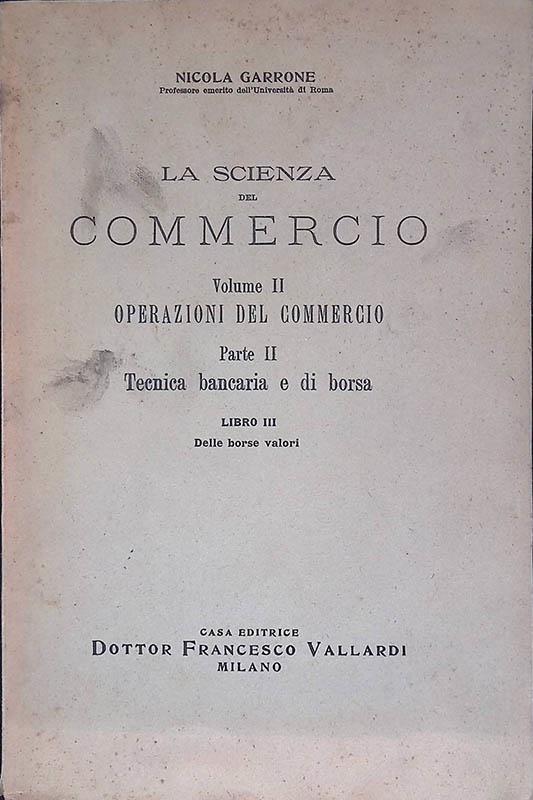 NICOLA GARRONE
Professore emerito dell'Università di Roma
LA SCIENZA
DEL
COMMERCIO
Volume II
OPERAZIONI DEL COMMERCIO
Parte II
Tecnica bancaria e di borsa
LIBRO III
Delle borse valori
CASA EDITRICE
DOTTOR FRANCESCO VALLARDI
MILANO